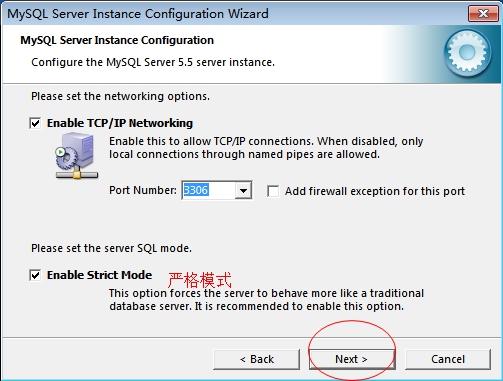 MySQL Server Instance Configuration Wizard
MySQL Server Instance Configuration
Configure the MySQL Server 5.5 server instance.
Please set the networking options.
Enable TCP/IP Networking
Enable this to allow TCP/IP connections. When disabled, only
local connections through named pipes are allowed.
Port Number: 3306 Add firewall exception for this port
Please set the server SQL mode.
Enable Strict Mode 严格模式
This option forces the server to behave more like a traditional
database server. It is recommended to enable this option.
< Back Next > Cancel